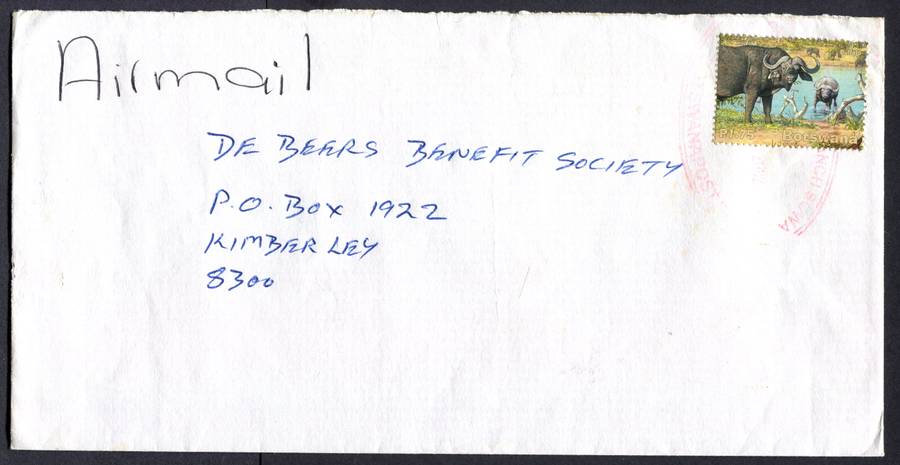 Airmail
DE BEERS BENEFIT SOCIETY
P.O. BOX 1922
KIMBERLEY
8300
Botswana